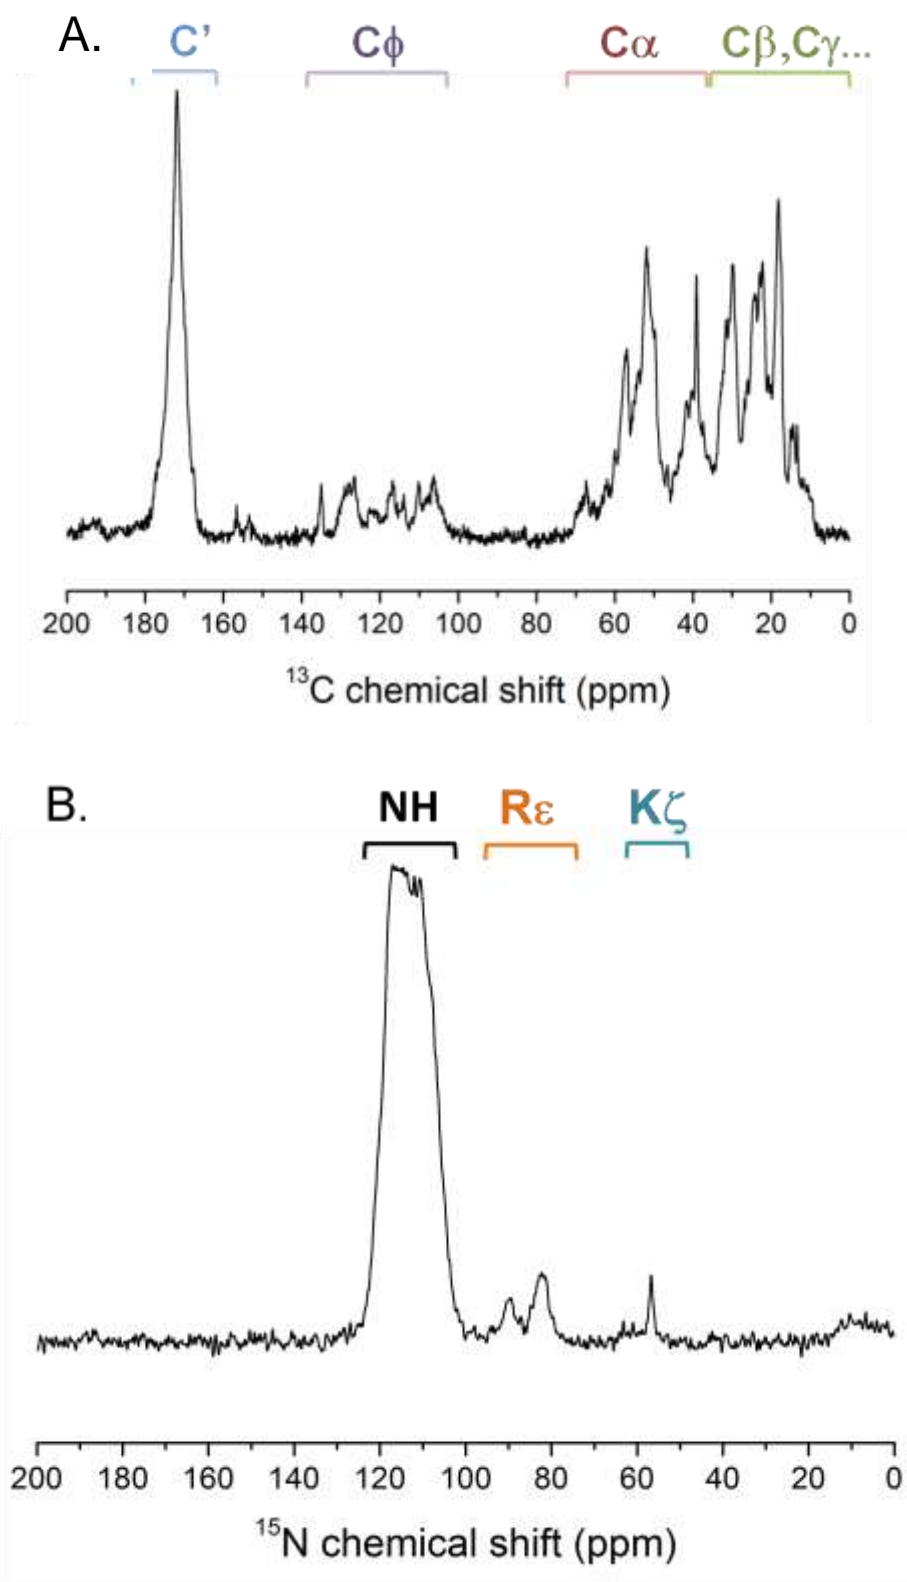 A.
C’ Cϕ Cα Cβ,Cγ...
200 180 160 140 120 100 80 60 40 20 0
¹³C chemical shift (ppm)
B.
NH Rε Kζ
200 180 160 140 120 100 80 60 40 20 0
¹⁵N chemical shift (ppm)